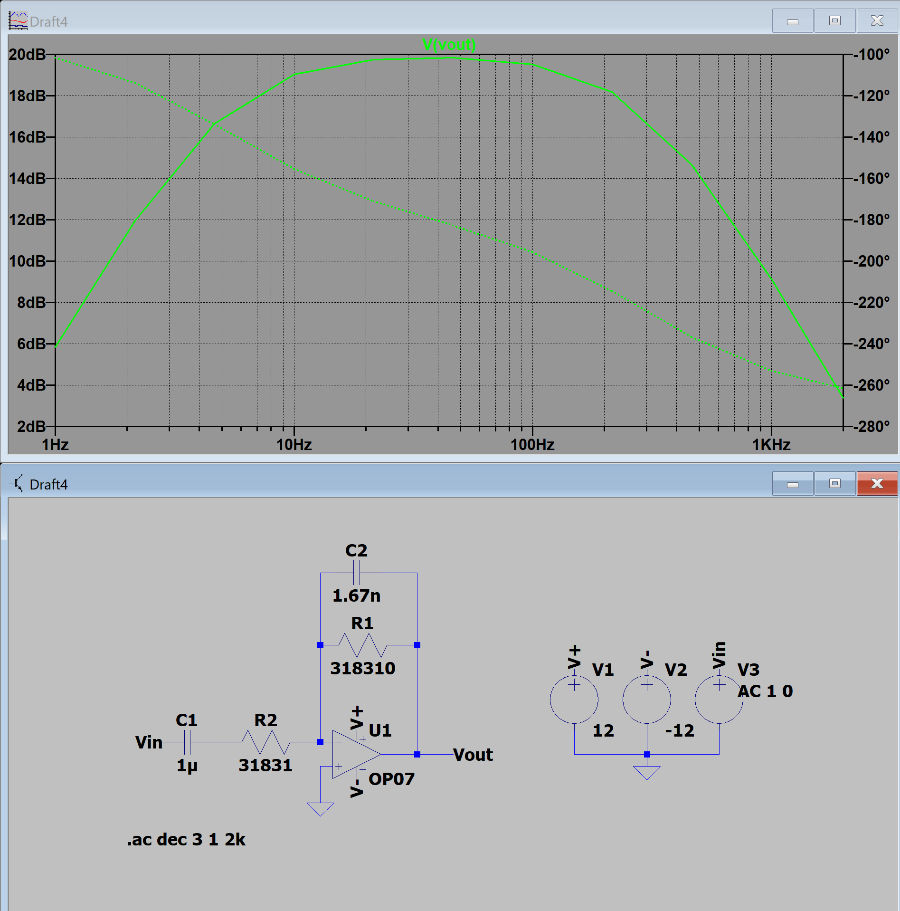 Draft4
V(vout)
20dB
18dB
16dB
14dB
12dB
10dB
8dB
6dB
4dB
2dB
-100°
-120°
-140°
-160°
-180°
-200°
-220°
-240°
-260°
-280°
1Hz 10Hz 100Hz 1KHz
Draft4
C2
1.67n
R1
318310
C1
1µ
R2
31831
Vin
V+
U1
V-
OP07
Vout
V+
V1
12
V-
V2
-12
Vin
V3
AC 1 0
.ac dec 3 1 2k